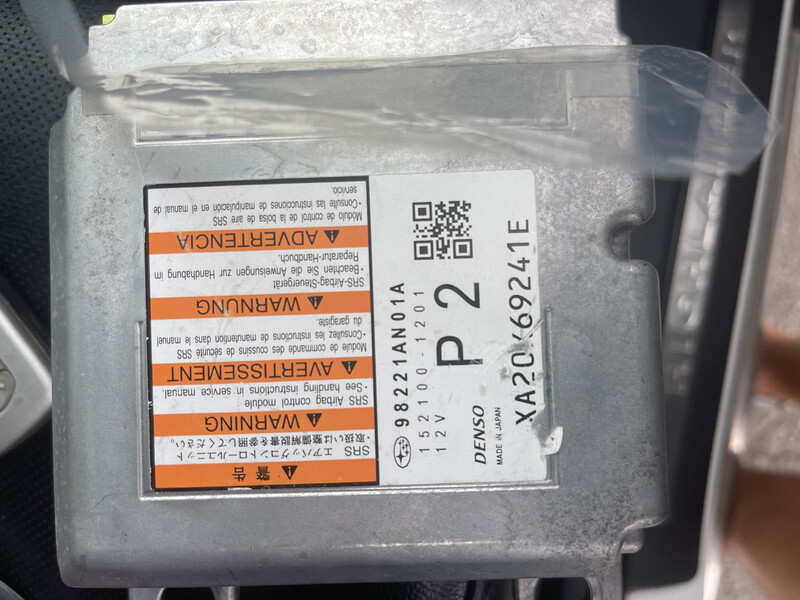 警告
SRS エアバッグコントロールユニット
・取扱いは整備解説書を参照してください。
WARNING
SRS Airbag control module
・See handling instructions in service manual.
AVERTISSEMENT
Module de commande de coussins de sécurité SRS
・Consultez les instructions de manutention dans le manuel
du garagiste.
WARNUNG
SRS-Airbag-Steuergerät
・Beachten Sie die Anweisungen zur Handhabung im
Reparatur-Handbuch.
ADVERTENCIA
Módulo de control de la bolsa de aire SRS
・Consulte las instrucciones de manipulación en el manual de
servicio.
98221AN01A
152100-1201
12V
P 2
DENSO
MADE IN JAPAN
69241E